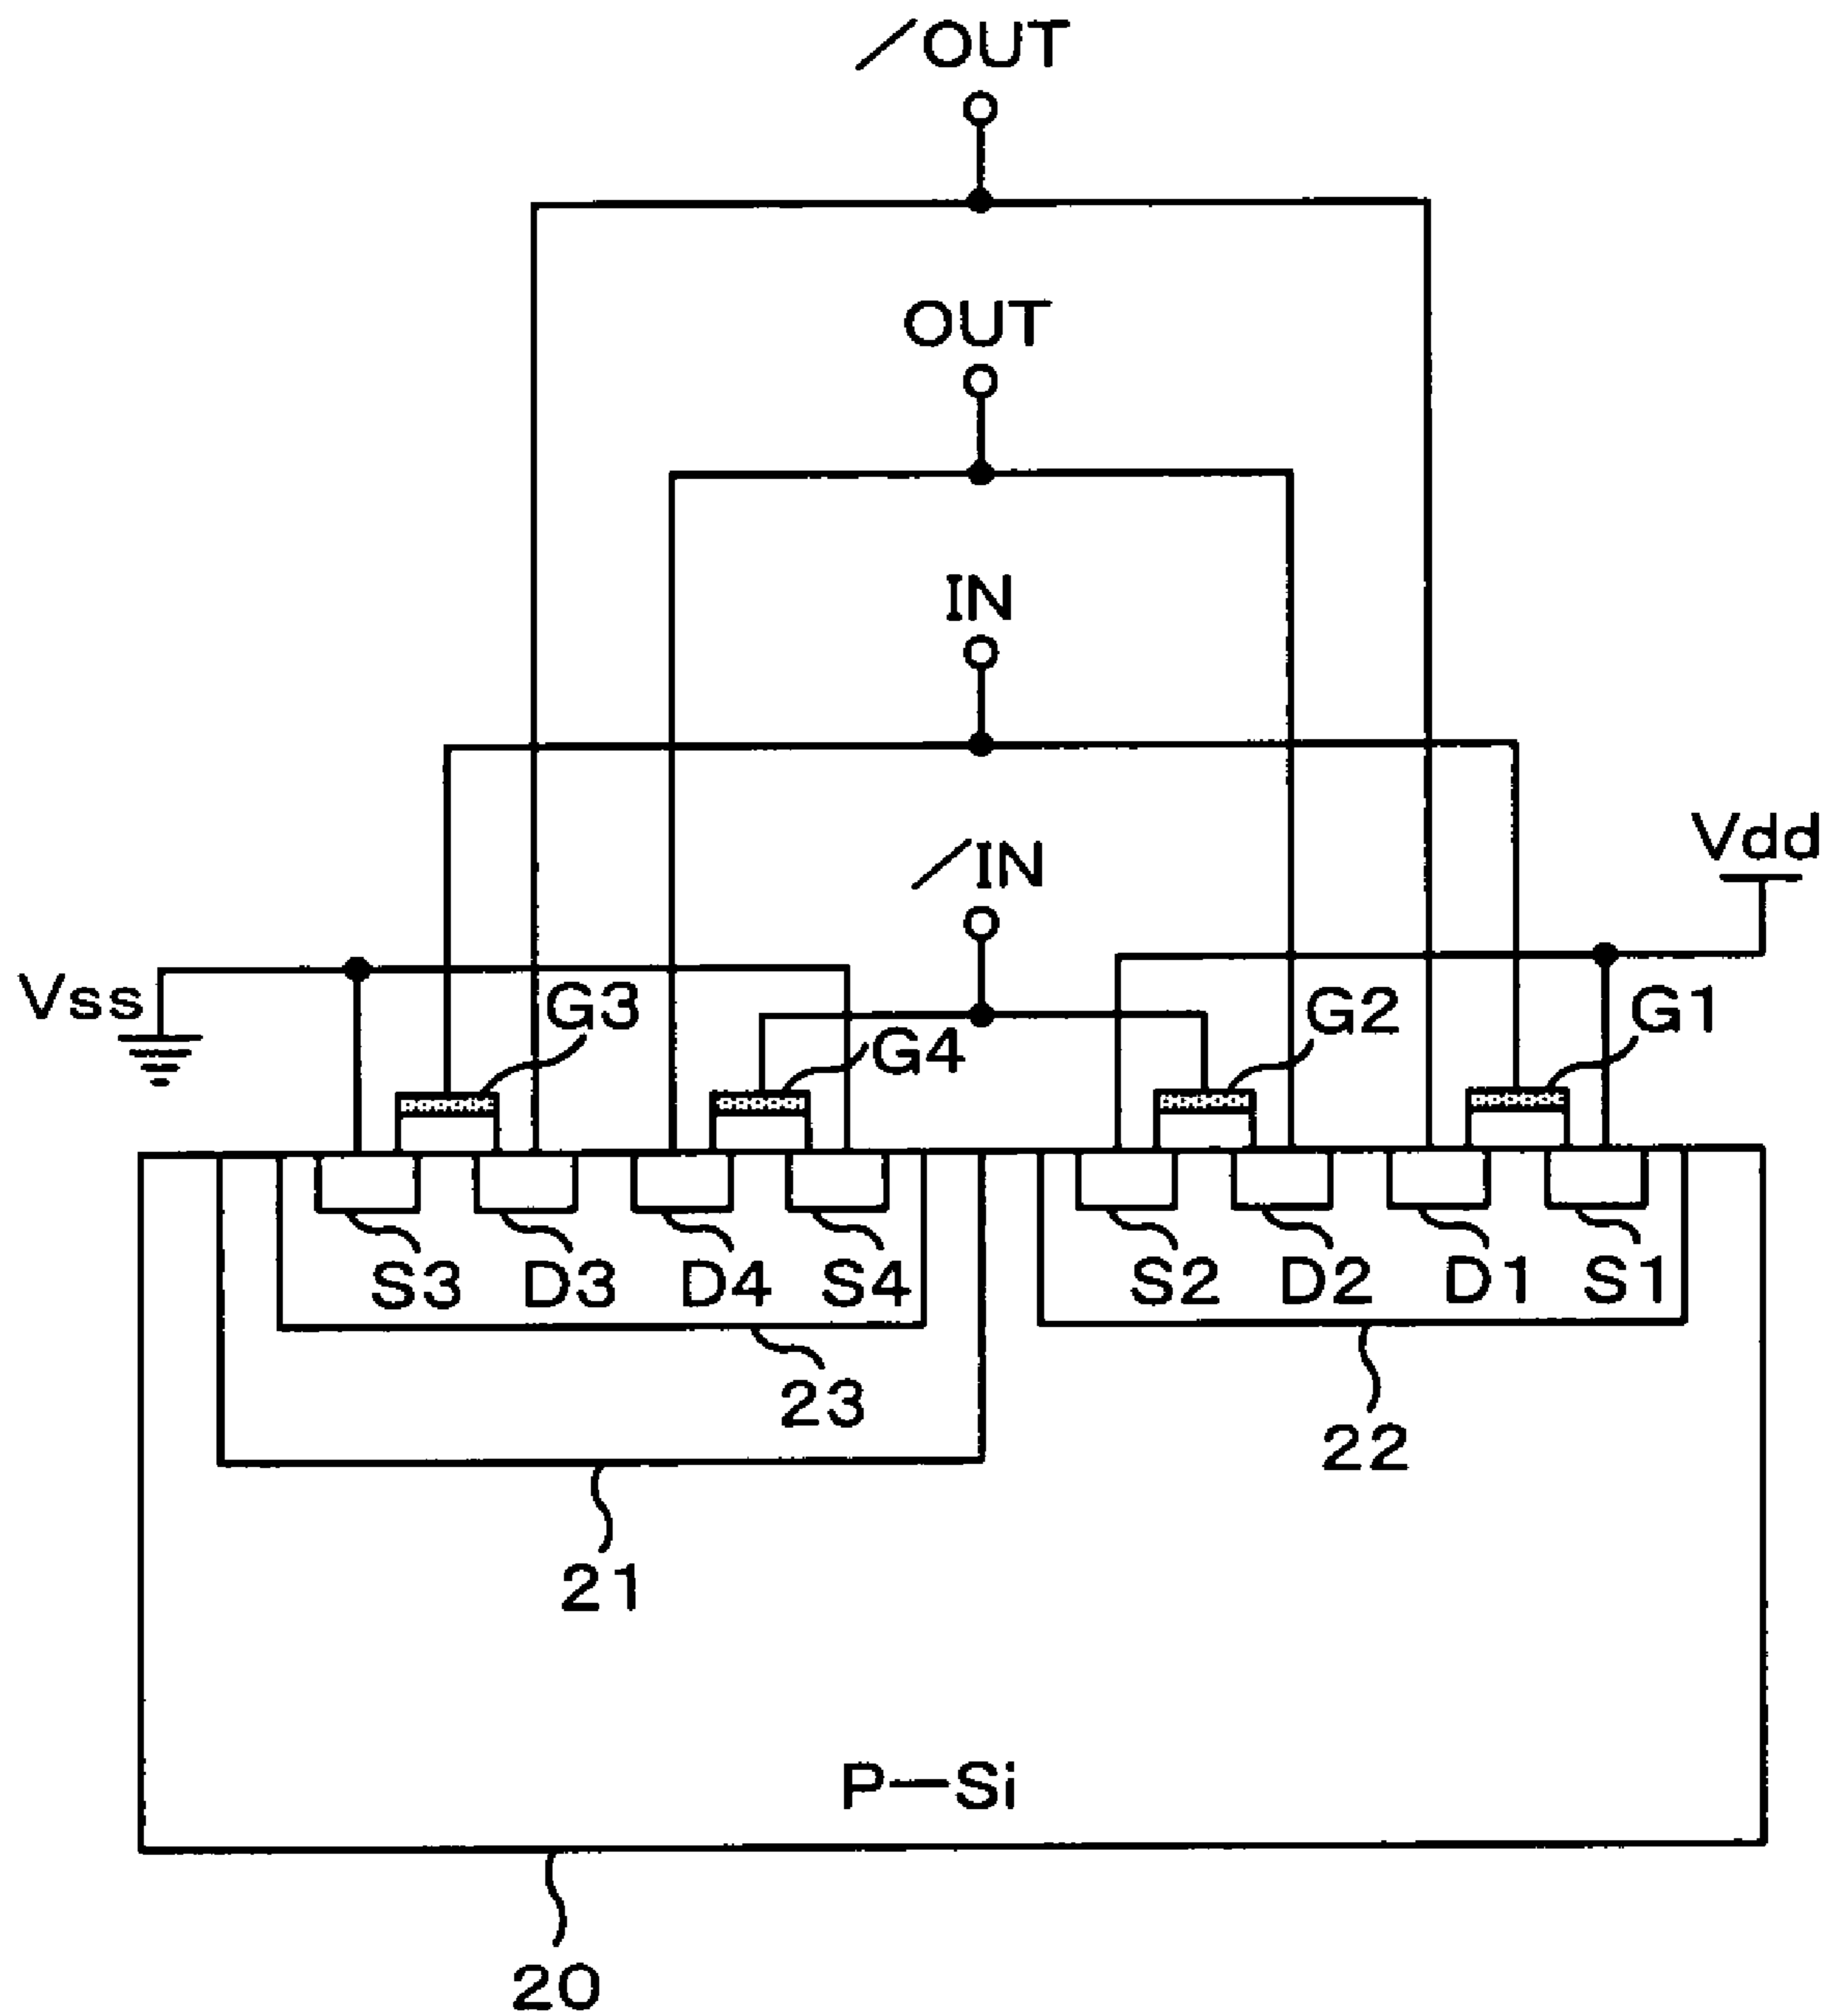 /OUT
OUT
IN
/IN
Vdd
Vss
G3
G4
G2
G1
S3
D3
D4
S4
S2
D2
D1
S1
23
22
21
P—Si
20